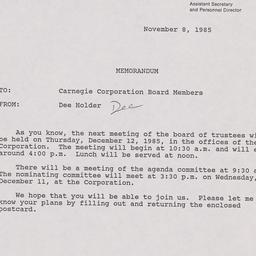 Assistant Secretary
and Personnel Director
November 8, 1985
MEMORANDUM
TO: Carnegie Corporation Board Members
FROM: Dee Holder Dee
As you know, the next meeting of the board of trustees wi
be held on Thursday, December 12, 1985, in the offices of the
Corporation. The meeting will begin at 10:30 a.m. and will e
around 4:00 p.m. Lunch will be served at noon.
There will be a meeting of the agenda committee at 9:30 a
The nominating committee will meet at 3:30 p.m. on Wednesday,
December 11, at the Corporation.
We hope that you will be able to join us. Please let me
know your plans by filling out and returning the enclosed
postcard.